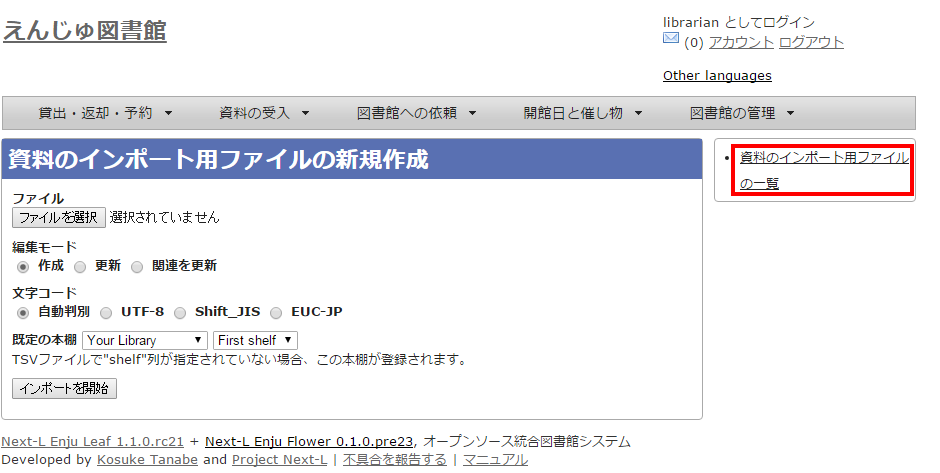 えんじゅ図書館
librarian としてログイン
(0) アカウント ログアウト
Other languages
貸出・返却・予約 資料の受入 図書館への依頼 開館日と催し物 図書館の管理
資料のインポート用ファイルの新規作成
ファイル
ファイルを選択 選択されていません
編集モード
作成 更新 関連を更新
文字コード
自動判別 UTF-8 Shift_JIS EUC-JP
既定の本棚 Your Library First shelf
TSVファイルで"shelf"列が指定されていない場合、この本棚が登録されます。
インポートを開始
資料のインポート用ファイル
の一覧
Next-L Enju Leaf 1.1.0.rc21 + Next-L Enju Flower 0.1.0.pre23, オープンソース統合図書館システム
Developed by Kosuke Tanabe and Project Next-L | 不具合を報告する | マニュアル